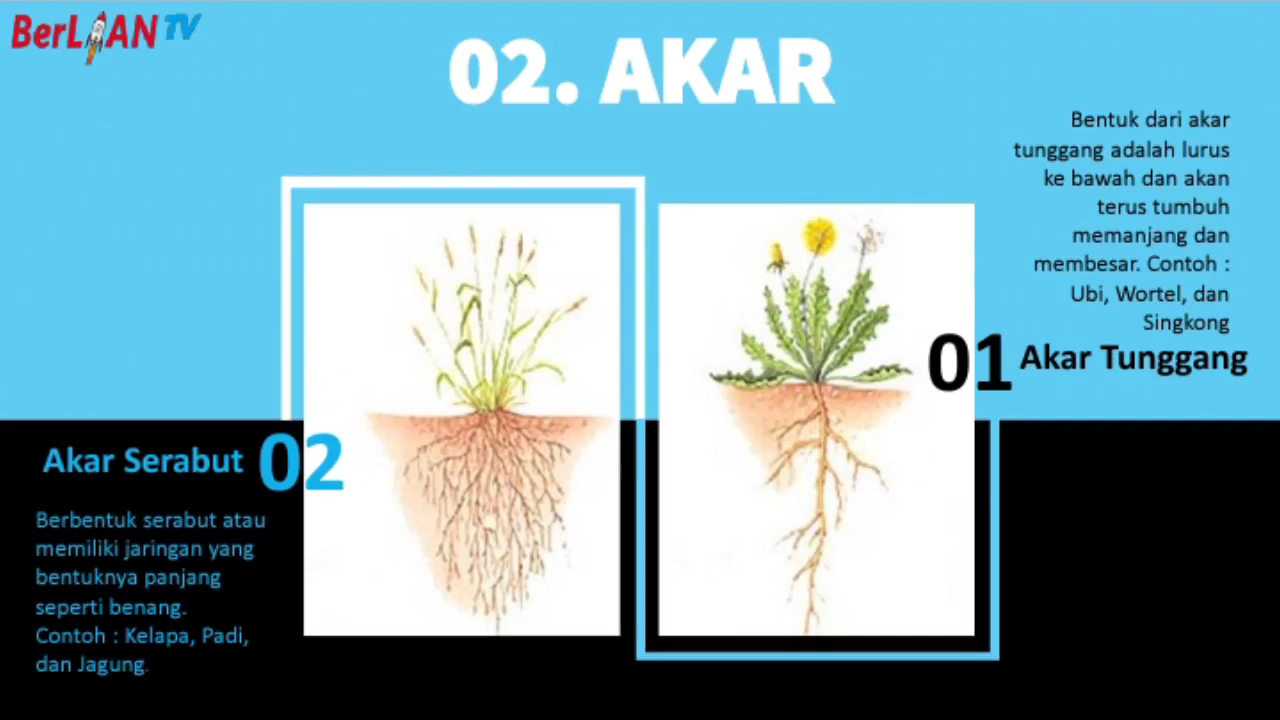 BerLIAN TV
02. AKAR
Bentuk dari akar
tunggang adalah lurus
ke bawah dan akan
terus tumbuh
memanjang dan
membesar. Contoh :
Ubi, Wortel, dan
Singkong
01 Akar Tunggang
Akar Serabut 02
Berbentuk serabut atau
memiliki jaringan yang
bentuknya panjang
seperti benang.
Contoh : Kelapa, Padi,
dan Jagung.